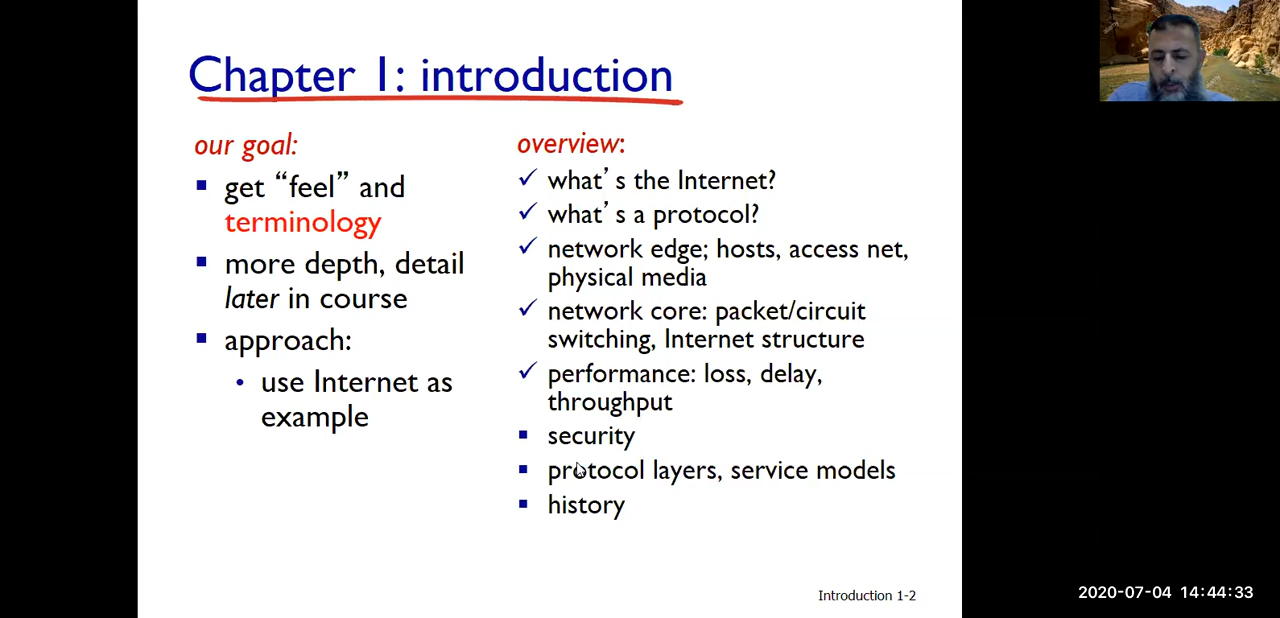 Chapter 1: introduction
our goal:
▪ get “feel” and
terminology
▪ more depth, detail
later in course
▪ approach:
• use Internet as
example
overview:
✓ what’s the Internet?
✓ what’s a protocol?
✓ network edge; hosts, access net,
physical media
✓ network core: packet/circuit
switching, Internet structure
✓ performance: loss, delay,
throughput
▪ security
▪ protocol layers, service models
▪ history
Introduction 1-2
2020-07-04 14:44:33